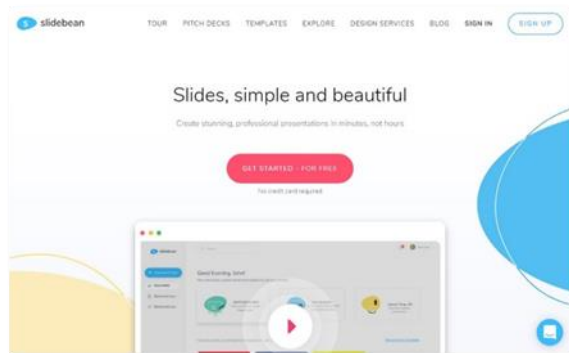 slidebean
TOUR PITCH DECKS TEMPLATES EXPLORE DESIGN SERVICES BLOG SIGN IN SIGN UP
Slides, simple and beautiful
Create stunning, professional presentations in minutes, not hours
GET STARTED - FOR FREE
No credit card required
slidebean
Good Evening, Jane!